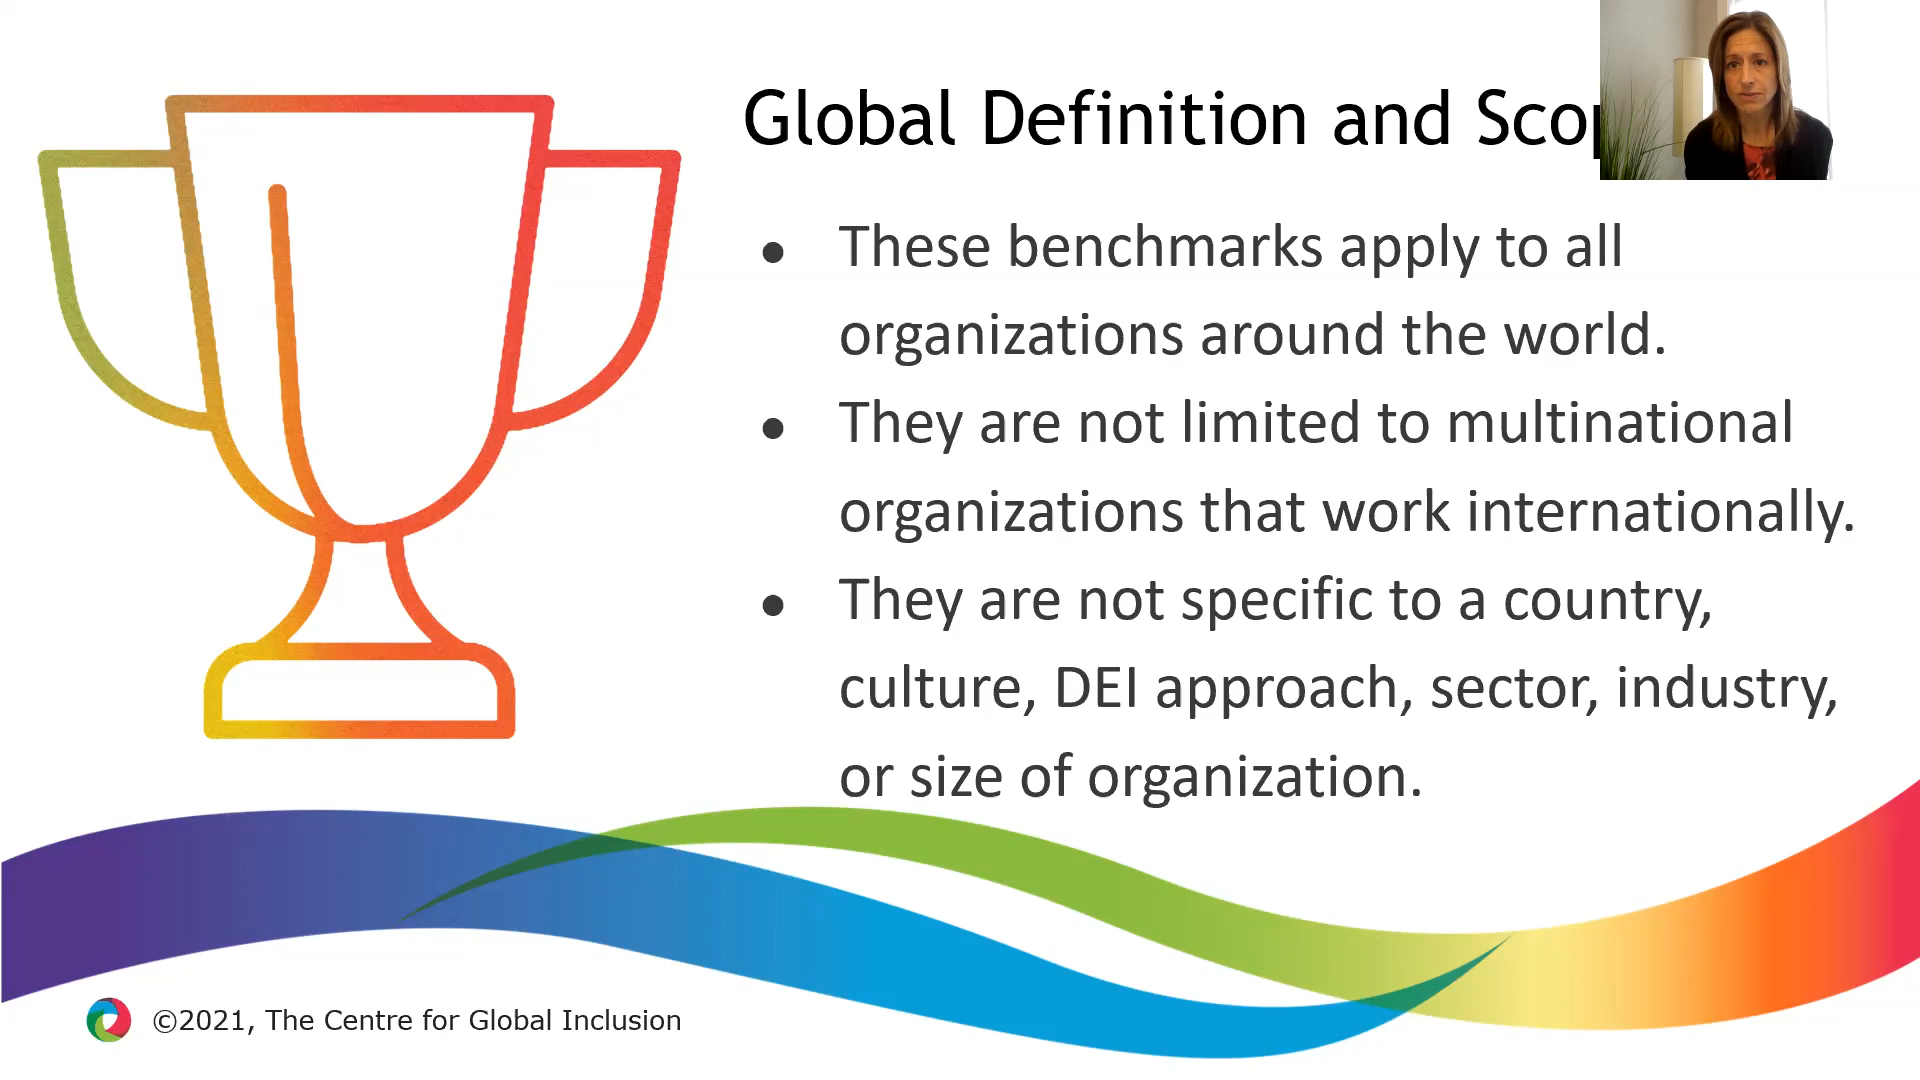 Global Definition and
• These benchmarks apply to all
organizations around the world.
• They are not limited to multinational
organizations that work internationally.
• They are not specific to a country,
culture, DEI approach, sector, industry,
or size of organization.
©2021, The Centre for Global Inclusion